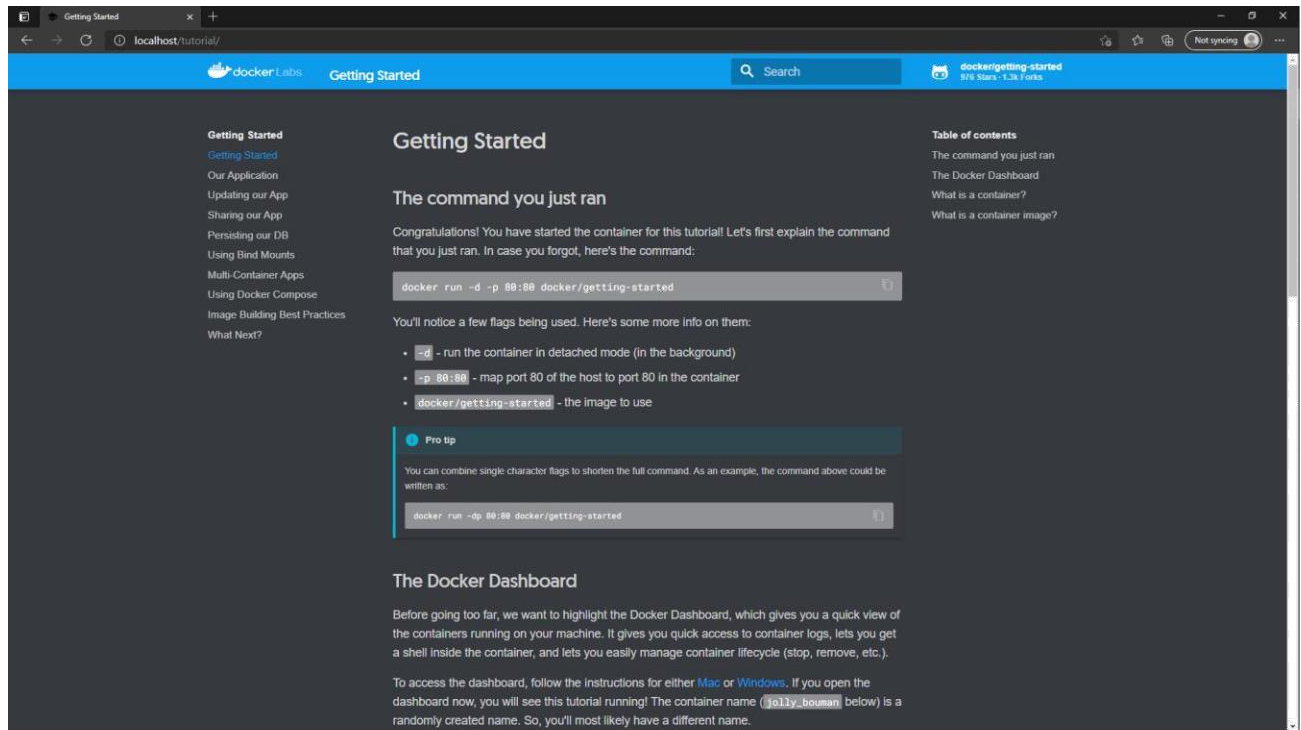 Getting Started
localhost/tutorial/
Not syncing
docker Labs
Getting Started
Search
docker/getting-started
976 Stars · 1.3k Forks
Getting Started
Getting Started
Our Application
Updating our App
Sharing our App
Persisting our DB
Using Bind Mounts
Multi-Container Apps
Using Docker Compose
Image Building Best Practices
What Next?
Getting Started
The command you just ran
Congratulations! You have started the container for this tutorial! Let's first explain the command
that you just ran. In case you forgot, here's the command:
docker run -d -p 80:80 docker/getting-started
You'll notice a few flags being used. Here's some more info on them:
• -d - run the container in detached mode (in the background)
• -p 80:80 - map port 80 of the host to port 80 in the container
• docker/getting-started - the image to use
Pro tip
You can combine single character flags to shorten the full command. As an example, the command above could be
written as:
docker run -dp 80:80 docker/getting-started
The Docker Dashboard
Before going too far, we want to highlight the Docker Dashboard, which gives you a quick view of
the containers running on your machine. It gives you quick access to container logs, lets you get
a shell inside the container, and lets you easily manage container lifecycle (stop, remove, etc.).
To access the dashboard, follow the instructions for either Mac or Windows. If you open the
dashboard now, you will see this tutorial running! The container name (jolly_bouman below) is a
randomly created name. So, you'll most likely have a different name.
Table of contents
The command you just ran
The Docker Dashboard
What is a container?
What is a container image?